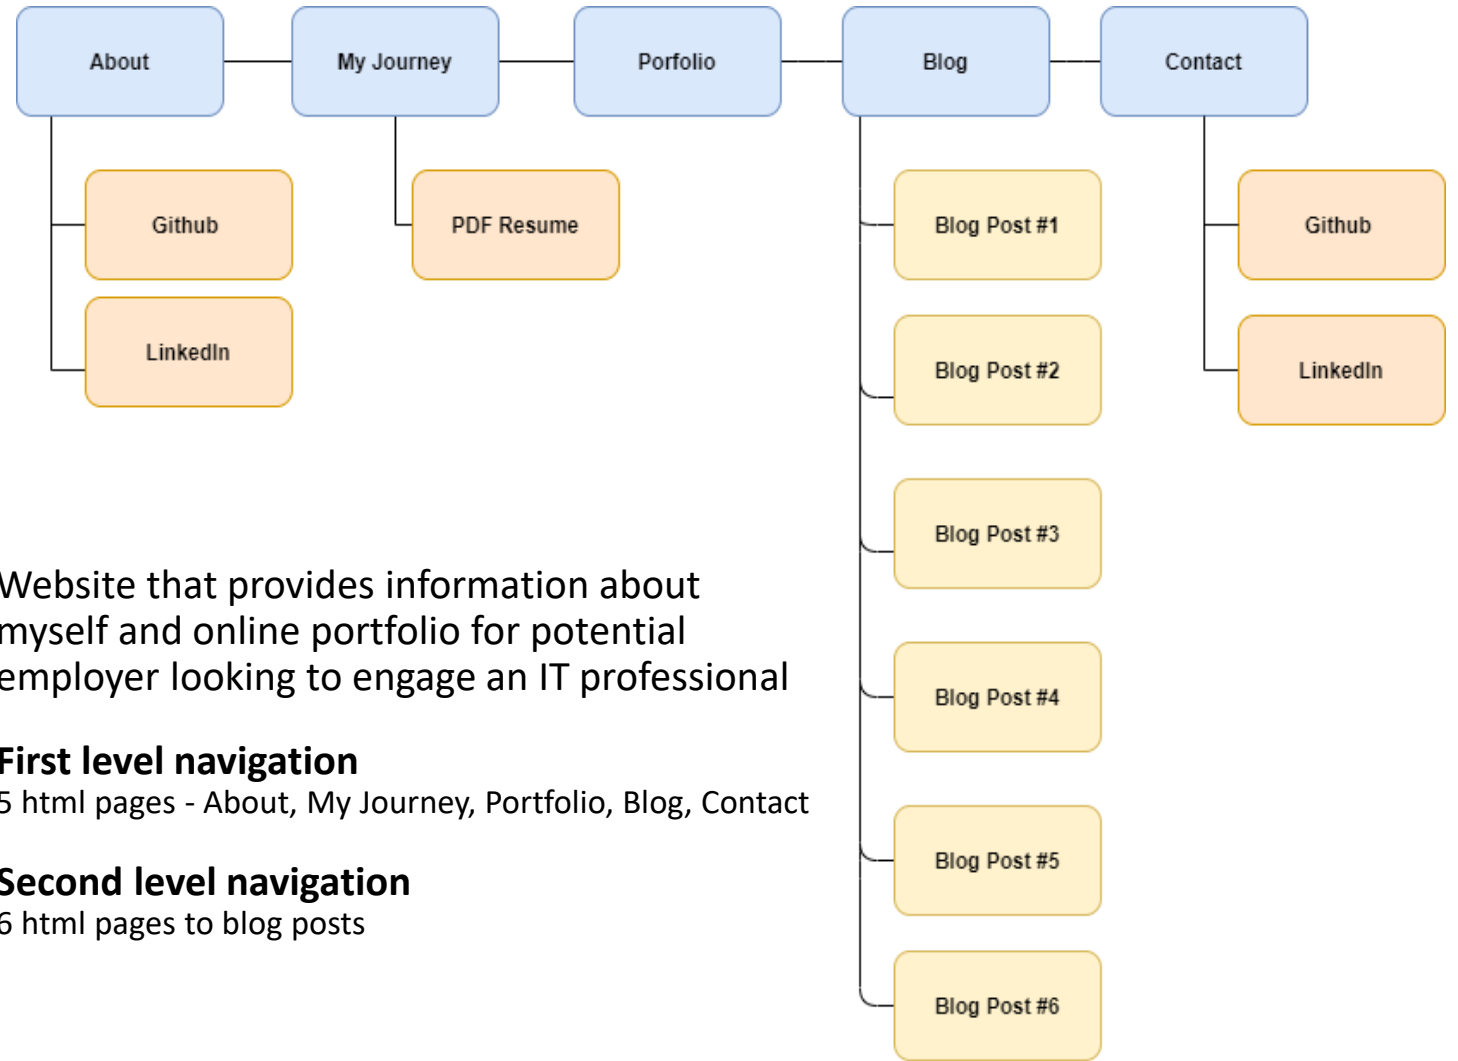 About
My Journey
Porfolio
Blog
Contact
Github
LinkedIn
PDF Resume
Blog Post #1
Blog Post #2
Blog Post #3
Blog Post #4
Blog Post #5
Blog Post #6
Github
LinkedIn
Website that provides information about
myself and online portfolio for potential
employer looking to engage an IT professional
First level navigation
5 html pages - About, My Journey, Portfolio, Blog, Contact
Second level navigation
6 html pages to blog posts